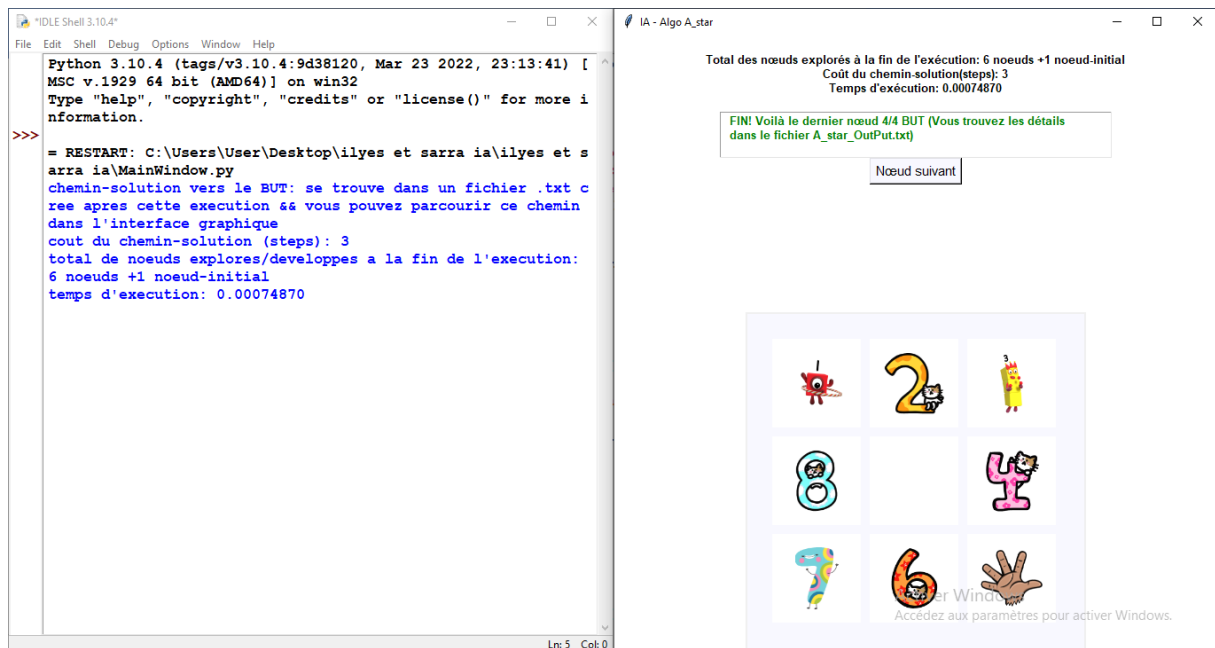 *IDLE Shell 3.10.4*
File Edit Shell Debug Options Window Help
Python 3.10.4 (tags/v3.10.4:9d38120, Mar 23 2022, 23:13:41) [
MSC v.1929 64 bit (AMD64)] on win32
Type "help", "copyright", "credits" or "license()" for more i
nformation.
>>>
= RESTART: C:\Users\User\Desktop\ilyes et sarra ia\ilyes et s
arra ia\MainWindow.py
chemin-solution vers le BUT: se trouve dans un fichier .txt c
ree apres cette execution && vous pouvez parcourir ce chemin
dans l'interface graphique
cout du chemin-solution (steps): 3
total de noeuds explores/developpes a la fin de l'execution:
6 noeuds +1 noeud-initial
temps d'execution: 0.00074870
Ln: 5 Col: 0
IA - Algo A_star
Total des nœuds explorés à la fin de l'exécution: 6 noeuds +1 noeud-initial
Coût du chemin-solution(steps): 3
Temps d'exécution: 0.00074870
FIN! Voilà le dernier nœud 4/4 BUT (Vous trouvez les détails
dans le fichier A_star_OutPut.txt)
Nœud suivant
1 2 3
8 4
7 6
Accédez aux paramètres pour activer Windows.